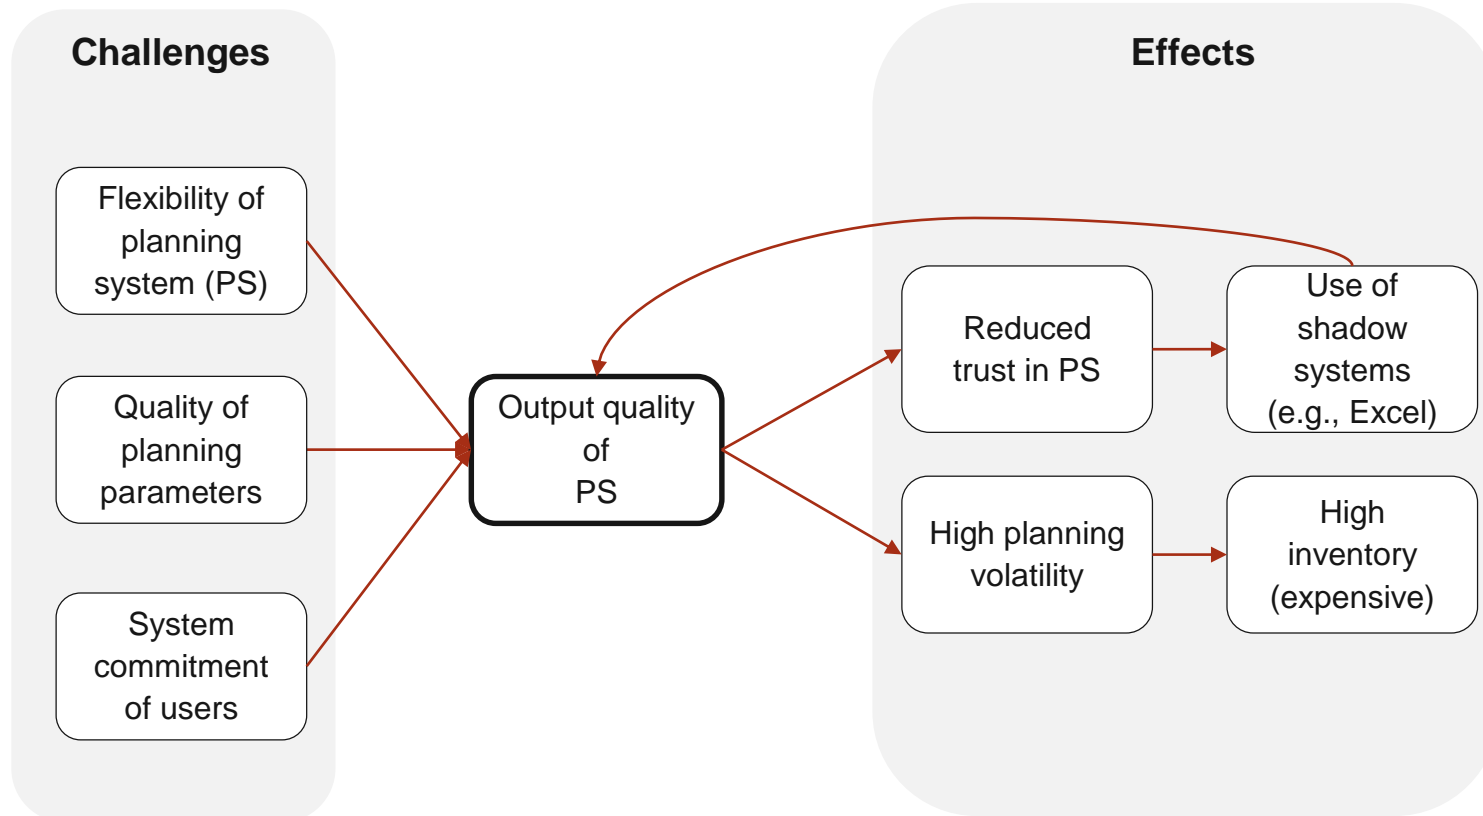 Challenges
Flexibility of
planning
system (PS)
Quality of
planning
parameters
System
commitment
of users
Output quality
of
PS
Effects
Reduced
trust in PS
Use of
shadow
systems
(e.g., Excel)
High planning
volatility
High
inventory
(expensive)